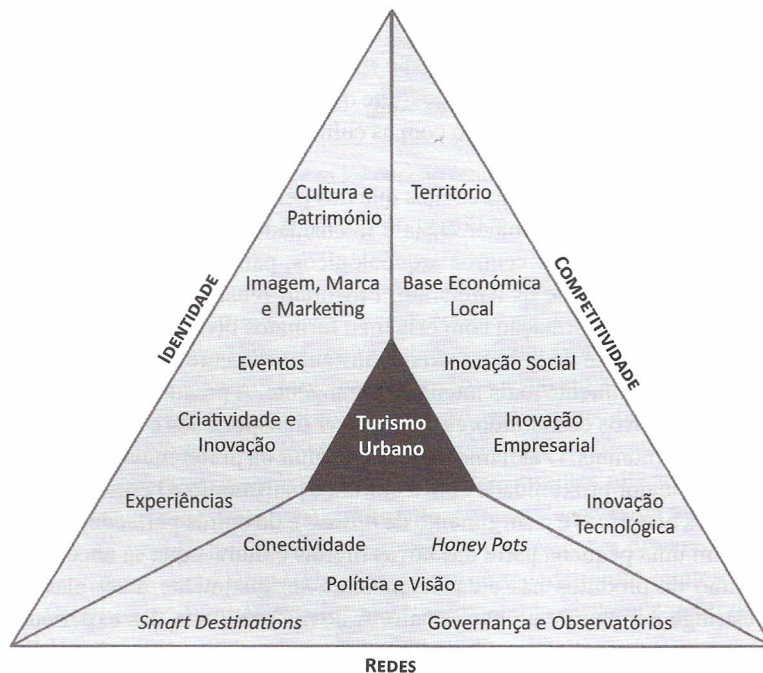 Cultura e
Património
Território
Imagem, Marca
e Marketing
Base Económica
Local
IDENTIDADE
COMPETITIVIDADE
Eventos
Inovação Social
Criatividade e
Inovação
Turismo
Urbano
Inovação
Empresarial
Experiências
Inovação
Tecnológica
Conectividade
Honey Pots
Política e Visão
Smart Destinations
Governança e Observatórios
REDES